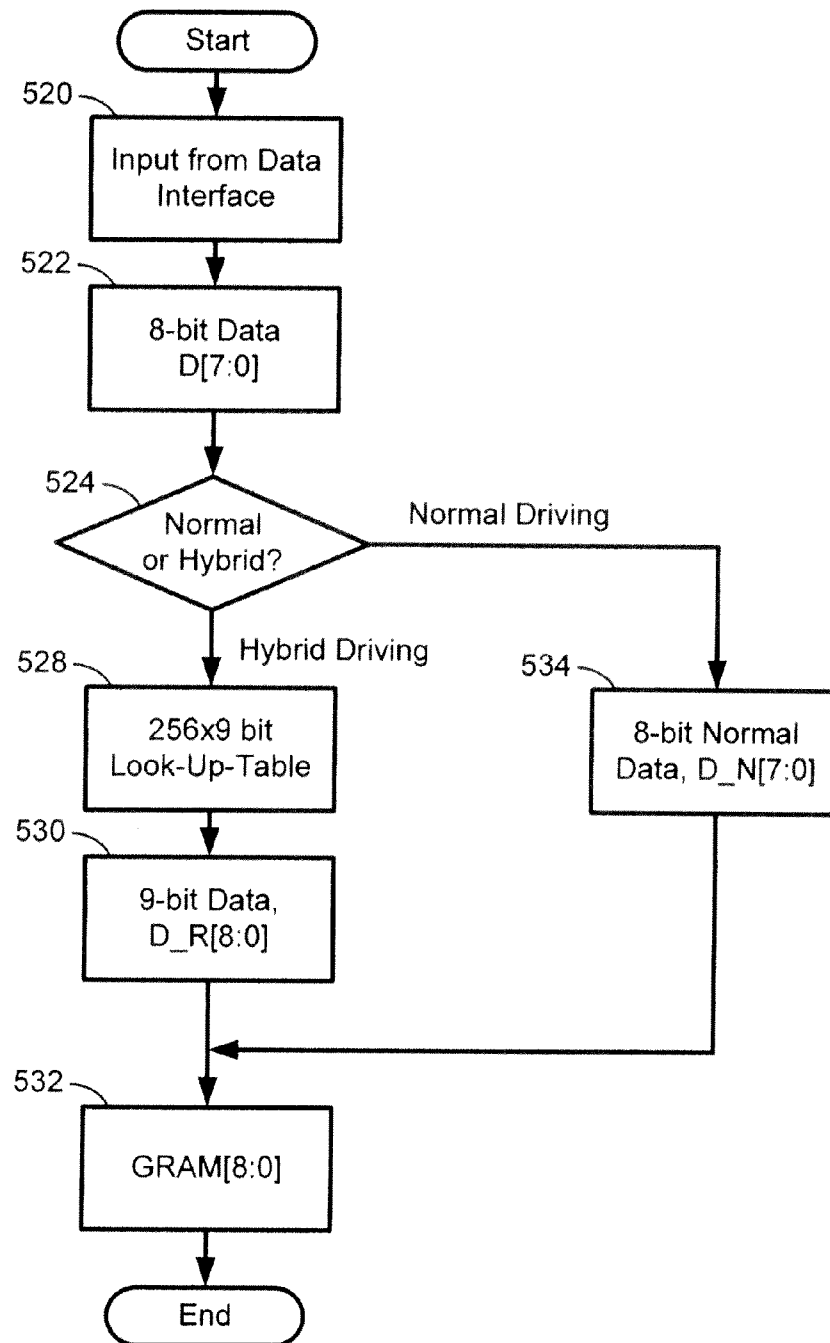 Start
520
Input from Data
Interface
522
8-bit Data
D[7:0]
524
Normal
or Hybrid?
Normal Driving
Hybrid Driving
528
256x9 bit
Look-Up-Table
534
8-bit Normal
Data, D_N[7:0]
530
9-bit Data,
D_R[8:0]
532
GRAM[8:0]
End